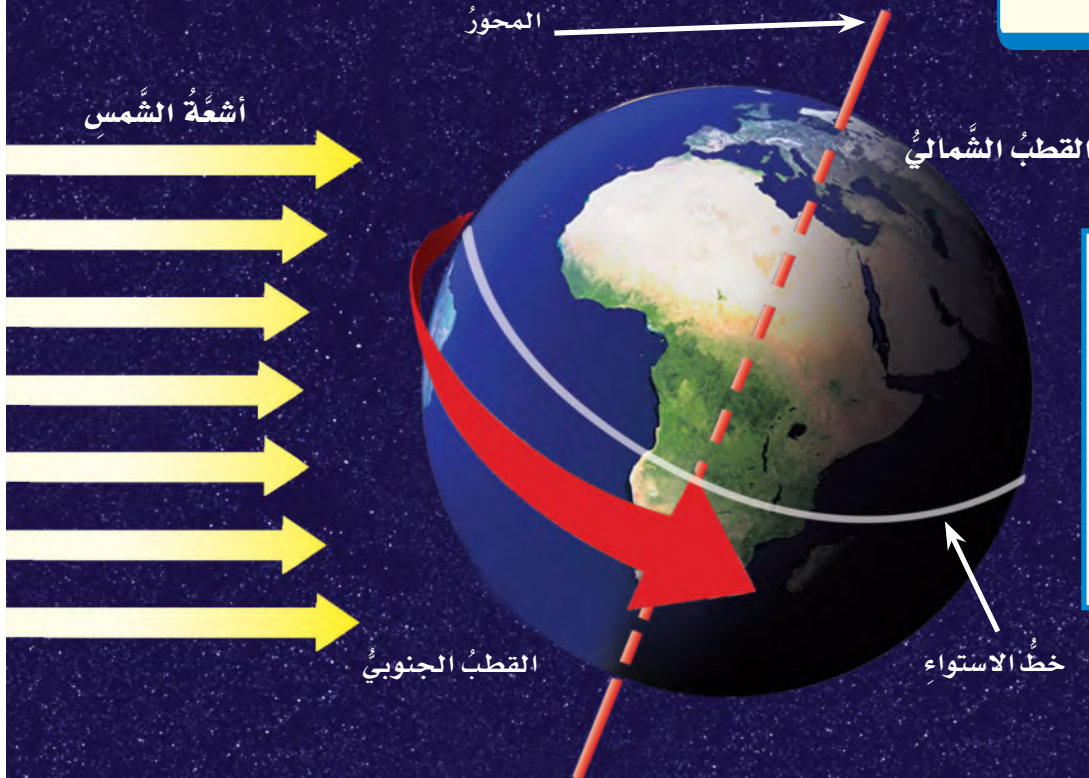 المحورُ
أشعَّةُ الشَّمسِ
القطبُ الشَّماليُّ
القطبُ الجنوبيُّ
خطُّ الاستواءِ